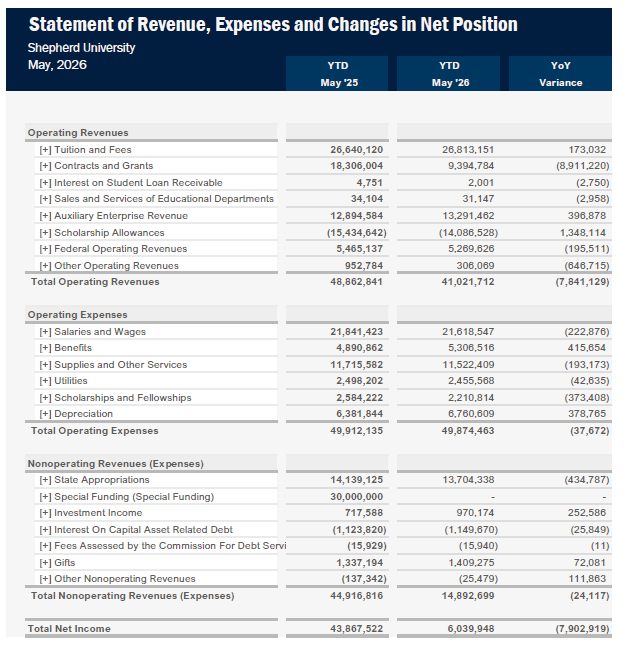 Statement of Revenue, Expenses and Changes in Net Position
Shepherd University
May, 2026
YTD YTD YoY
May '25 May '26 Variance
Operating Revenues
[+] Tuition and Fees 26,640,120 26,813,151 173,032
[+] Contracts and Grants 18,306,004 9,394,784 (8,911,220)
[+] Interest on Student Loan Receivable 4,751 2,001 (2,750)
[+] Sales and Services of Educational Departments 34,104 31,147 (2,958)
[+] Auxiliary Enterprise Revenue 12,894,584 13,291,462 396,878
[+] Scholarship Allowances (15,434,642) (14,086,528) 1,348,114
[+] Federal Operating Revenues 5,465,137 5,269,626 (195,511)
[+] Other Operating Revenues 952,784 306,069 (646,715)
Total Operating Revenues 48,862,841 41,021,712 (7,841,129)
Operating Expenses
[+] Salaries and Wages 21,841,423 21,618,547 (222,876)
[+] Benefits 4,890,862 5,306,516 415,654
[+] Supplies and Other Services 11,715,582 11,522,409 (193,173)
[+] Utilities 2,498,202 2,455,568 (42,635)
[+] Scholarships and Fellowships 2,584,222 2,210,814 (373,408)
[+] Depreciation 6,381,844 6,760,609 378,765
Total Operating Expenses 49,912,135 49,874,463 (37,672)
Nonoperating Revenues (Expenses)
[+] State Appropriations 14,139,125 13,704,338 (434,787)
[+] Special Funding (Special Funding) 30,000,000 - -
[+] Investment Income 717,588 970,174 252,586
[+] Interest On Capital Asset Related Debt (1,123,820) (1,149,670) (25,849)
[+] Fees Assessed by the Commission For Debt Servi (15,929) (15,940) (11)
[+] Gifts 1,337,194 1,409,275 72,081
[+] Other Nonoperating Revenues (137,342) (25,479) 111,863
Total Nonoperating Revenues (Expenses) 44,916,816 14,892,699 (24,117)
Total Net Income 43,867,522 6,039,948 (7,902,919)